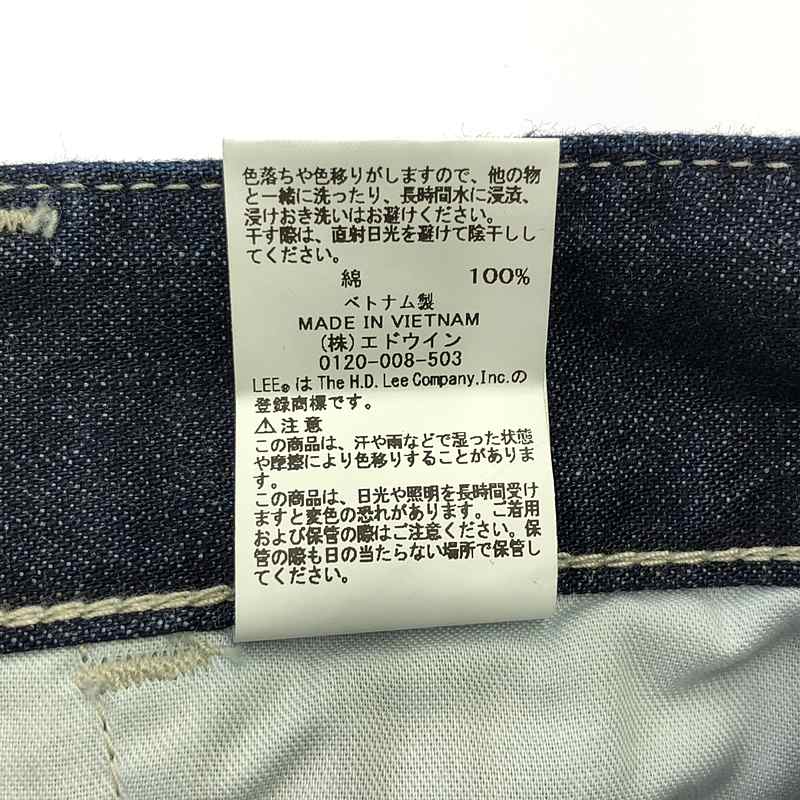 色落ちや色移りがしますので、他の物
と一緒に洗ったり、長時間水に浸漬、
浸けおき洗いはお避けください。
干す際は、直射日光を避けて陰干しし
てください。
綿 100%
ベトナム製
MADE IN VIETNAM
(株)エドウイン
0120-008-503
LEE®は The H.D. Lee Company, Inc. の
登録商標です。
⚠注意
この商品は、汗や雨などで湿った状態
や摩擦により色移りすることがありま
す。
この商品は、日光や照明を長時間受け
ますと変色の恐れがあります。ご着用
および保管の際はご注意ください。保
管の際も日の当たらない場所で保管し
てください。